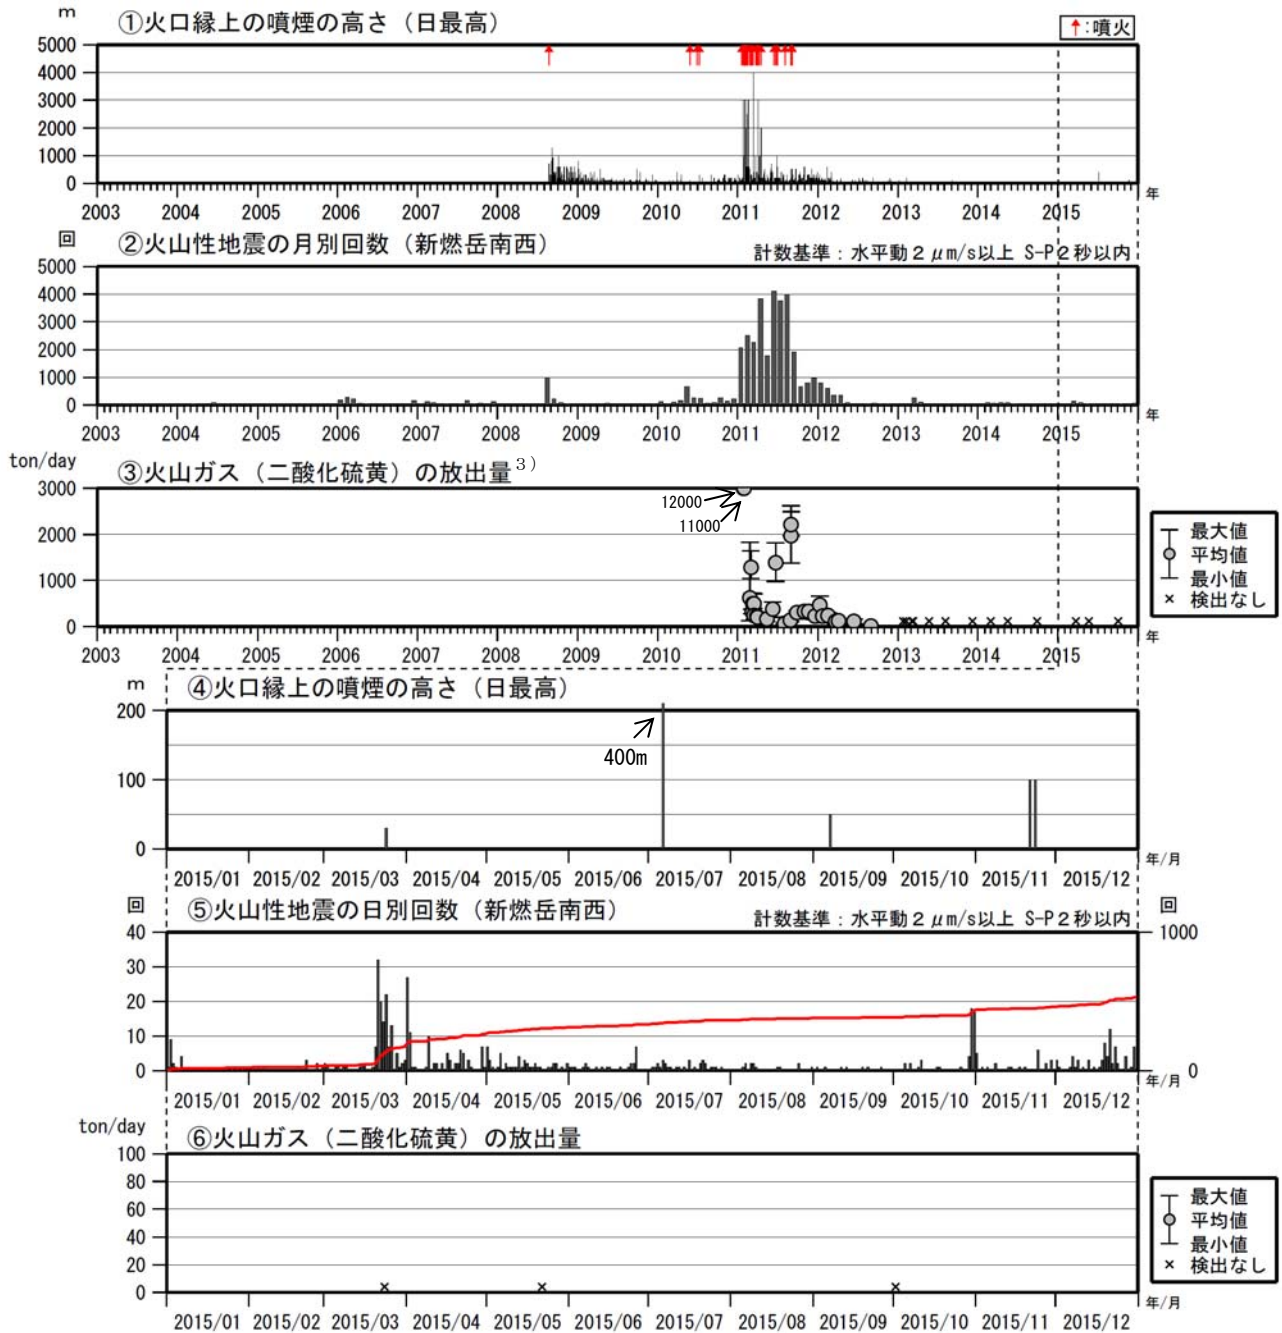 m ①火口縁上の噴煙の高さ（日最高） ↑:噴火
5000
4000
3000
2000
1000
0
2003 2004 2005 2006 2007 2008 2009 2010 2011 2012 2013 2014 2015 年
回 ②火山性地震の月別回数（新燃岳南西） 計数基準：水平動２μm/s以上 S-P２秒以内
5000
4000
3000
2000
1000
0
2003 2004 2005 2006 2007 2008 2009 2010 2011 2012 2013 2014 2015 年
ton/day ③火山ガス（二酸化硫黄）の放出量３）
3000
12000
11000
2000
1000
0
最大値
平均値
最小値
× 検出なし
2003 2004 2005 2006 2007 2008 2009 2010 2011 2012 2013 2014 2015 年
m ④火口縁上の噴煙の高さ（日最高）
200
400m
100
0
2015/01 2015/02 2015/03 2015/04 2015/05 2015/06 2015/07 2015/08 2015/09 2015/10 2015/11 2015/12 年/月
回 ⑤火山性地震の日別回数（新燃岳南西） 計数基準：水平動２μm/s以上 S-P２秒以内 回
40 1000
30
20
10
0 0
2015/01 2015/02 2015/03 2015/04 2015/05 2015/06 2015/07 2015/08 2015/09 2015/10 2015/11 2015/12 年/月
ton/day ⑥火山ガス（二酸化硫黄）の放出量
100
80
60
40
20
0
最大値
平均値
最小値
× 検出なし
2015/01 2015/02 2015/03 2015/04 2015/05 2015/06 2015/07 2015/08 2015/09 2015/10 2015/11 2015/12 年/月